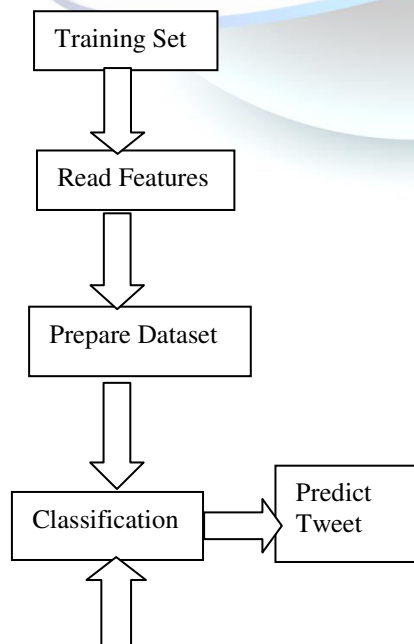 Training Set
Read Features
Prepare Dataset
Classification
Predict
Tweet